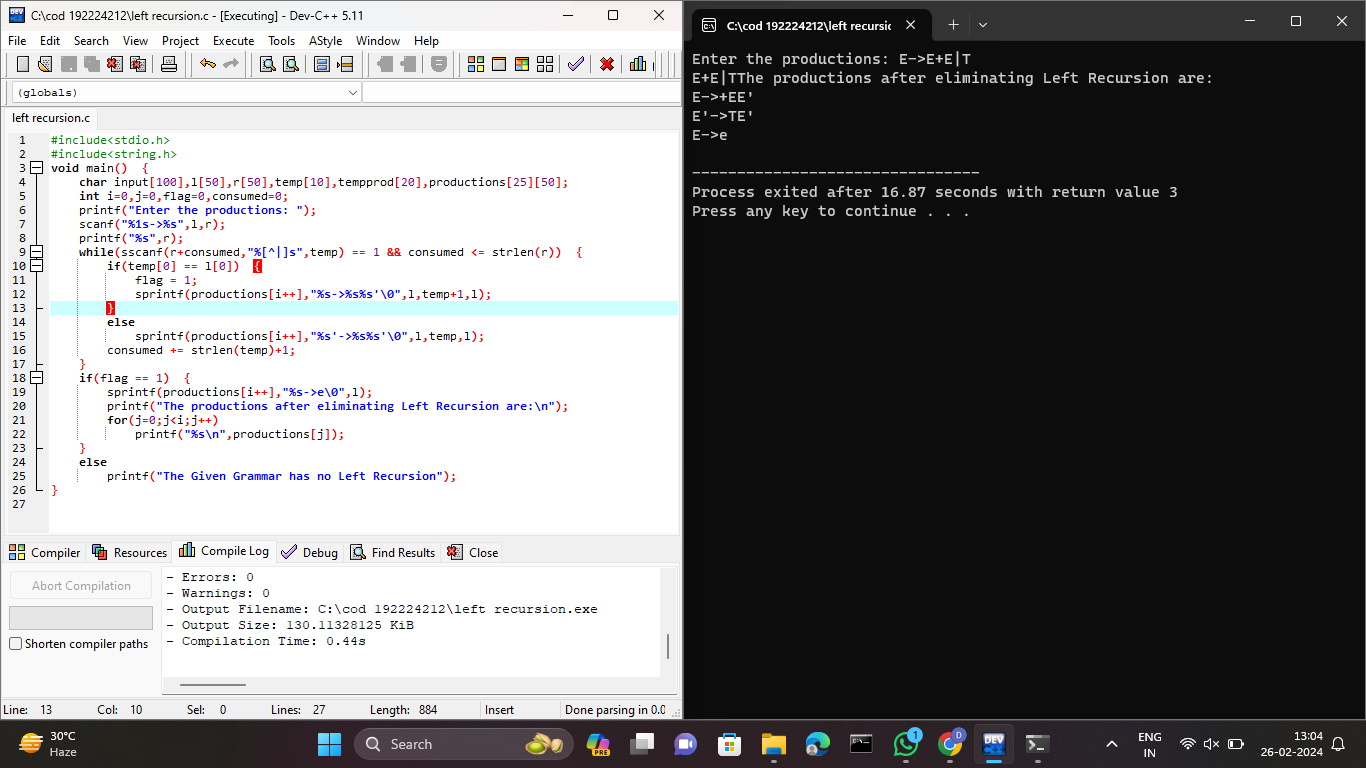 C:\cod 192224212\left recursion.c - [Executing] - Dev-C++ 5.11
File Edit Search View Project Execute Tools AStyle Window Help
(globals)
left recursion.c
1 #include<stdio.h>
2 #include<string.h>
3 void main()  {
4     char input[100],l[50],r[50],temp[10],tempprod[20],productions[25][50];
5     int i=0,j=0,flag=0,consumed=0;
6     printf("Enter the productions: ");
7     scanf("%1s->%s",l,r);
8     printf("%s",r);
9     while(sscanf(r+consumed,"%[^|]s",temp) == 1 && consumed <= strlen(r))  {
10         if(temp[0] == l[0])  {
11             flag = 1;
12             sprintf(productions[i++],"%s->%s%s'\0",l,temp+1,l);
13         }
14         else
15             sprintf(productions[i++],"%s'->%s%s'\0",l,temp,l);
16         consumed += strlen(temp)+1;
17     }
18     if(flag == 1)  {
19         sprintf(productions[i++],"%s->e\0",l);
20         printf("The productions after eliminating Left Recursion are:\n");
21         for(j=0;j<i;j++)
22             printf("%s\n",productions[j]);
23     }
24     else
25         printf("The Given Grammar has no Left Recursion");
26 }
27
Compiler Resources Compile Log Debug Find Results Close
Abort Compilation
Shorten compiler paths
- Errors: 0
- Warnings: 0
- Output Filename: C:\cod 192224212\left recursion.exe
- Output Size: 130.11328125 KiB
- Compilation Time: 0.44s
Line: 13 Col: 10 Sel: 0 Lines: 27 Length: 884 Insert Done parsing in 0.0
C:\cod 192224212\left recursic
Enter the productions: E->E+E|T
E+E|TThe productions after eliminating Left Recursion are:
E->+EE'
E'->TE'
E->e
--------------------------------
Process exited after 16.87 seconds with return value 3
Press any key to continue . . .
30°C
Haze
Search
PRE
1
D
DEV
ENG
IN
13:04
26-02-2024